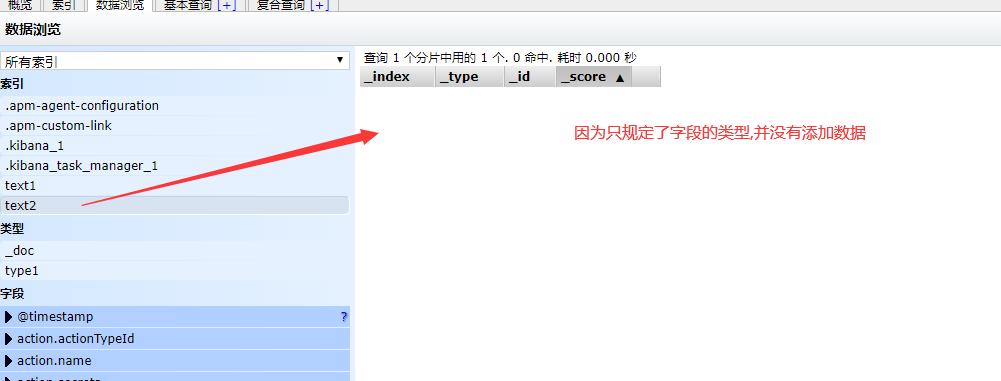 概览 索引 数据浏览 基本查询 [+] 复合查询 [+]
数据浏览
所有索引
索引
.apm-agent-configuration
.apm-custom-link
.kibana_1
.kibana_task_manager_1
text1
text2
类型
_doc
type1
字段
@timestamp ?
action.actionTypeId
action.name
查询 1 个分片中用的 1 个. 0 命中. 耗时 0.000 秒
_index _type _id _score ▲
因为只规定了字段的类型,并没有添加数据